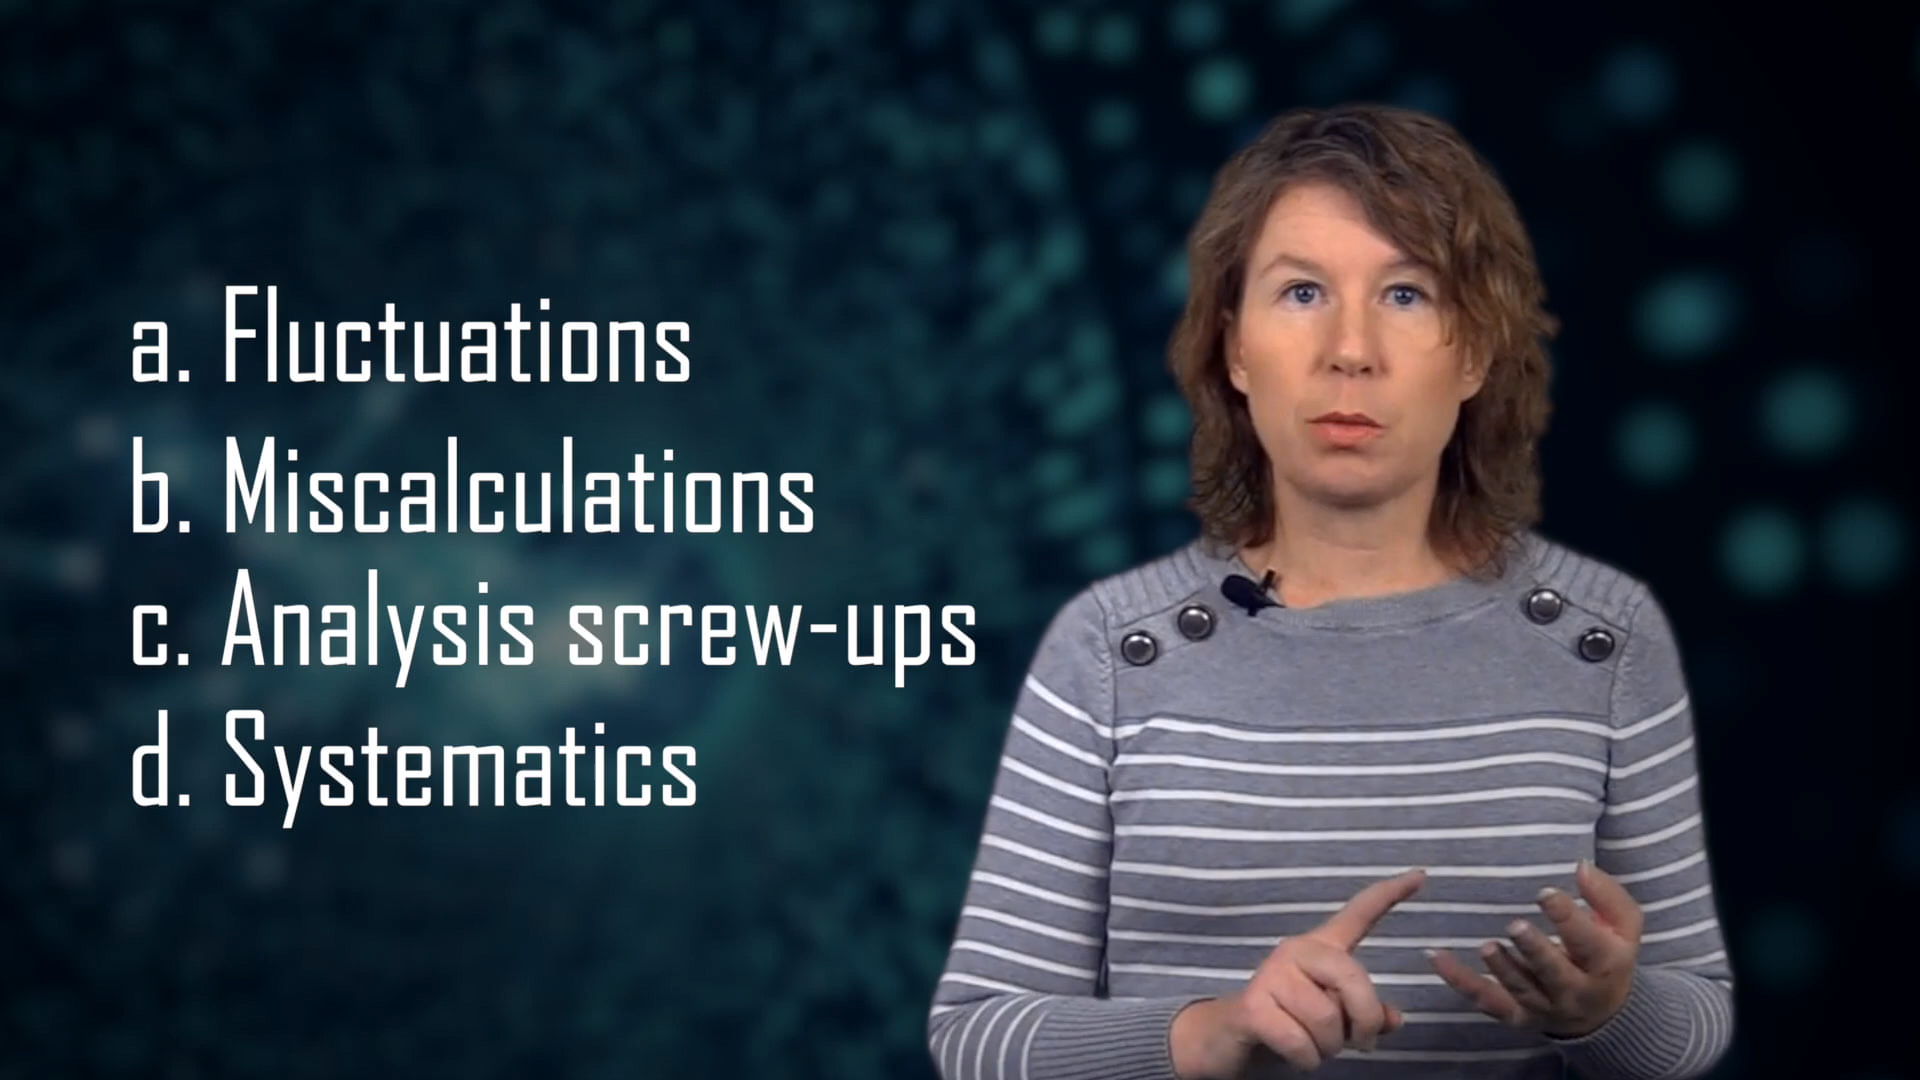 a. Fluctuations
b. Miscalculations
c. Analysis screw-ups
d. Systematics